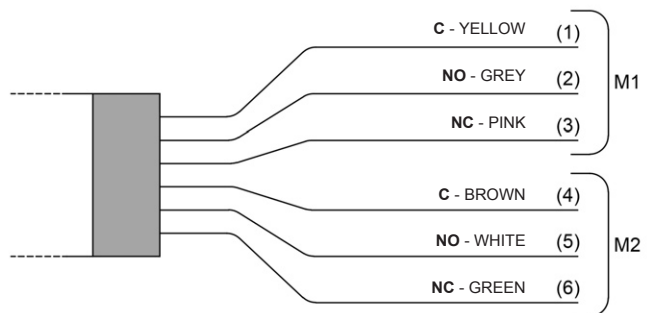 C - YELLOW (1)
NO - GREY (2)
M1
NC - PINK (3)
C - BROWN (4)
NO - WHITE (5)
M2
NC - GREEN (6)